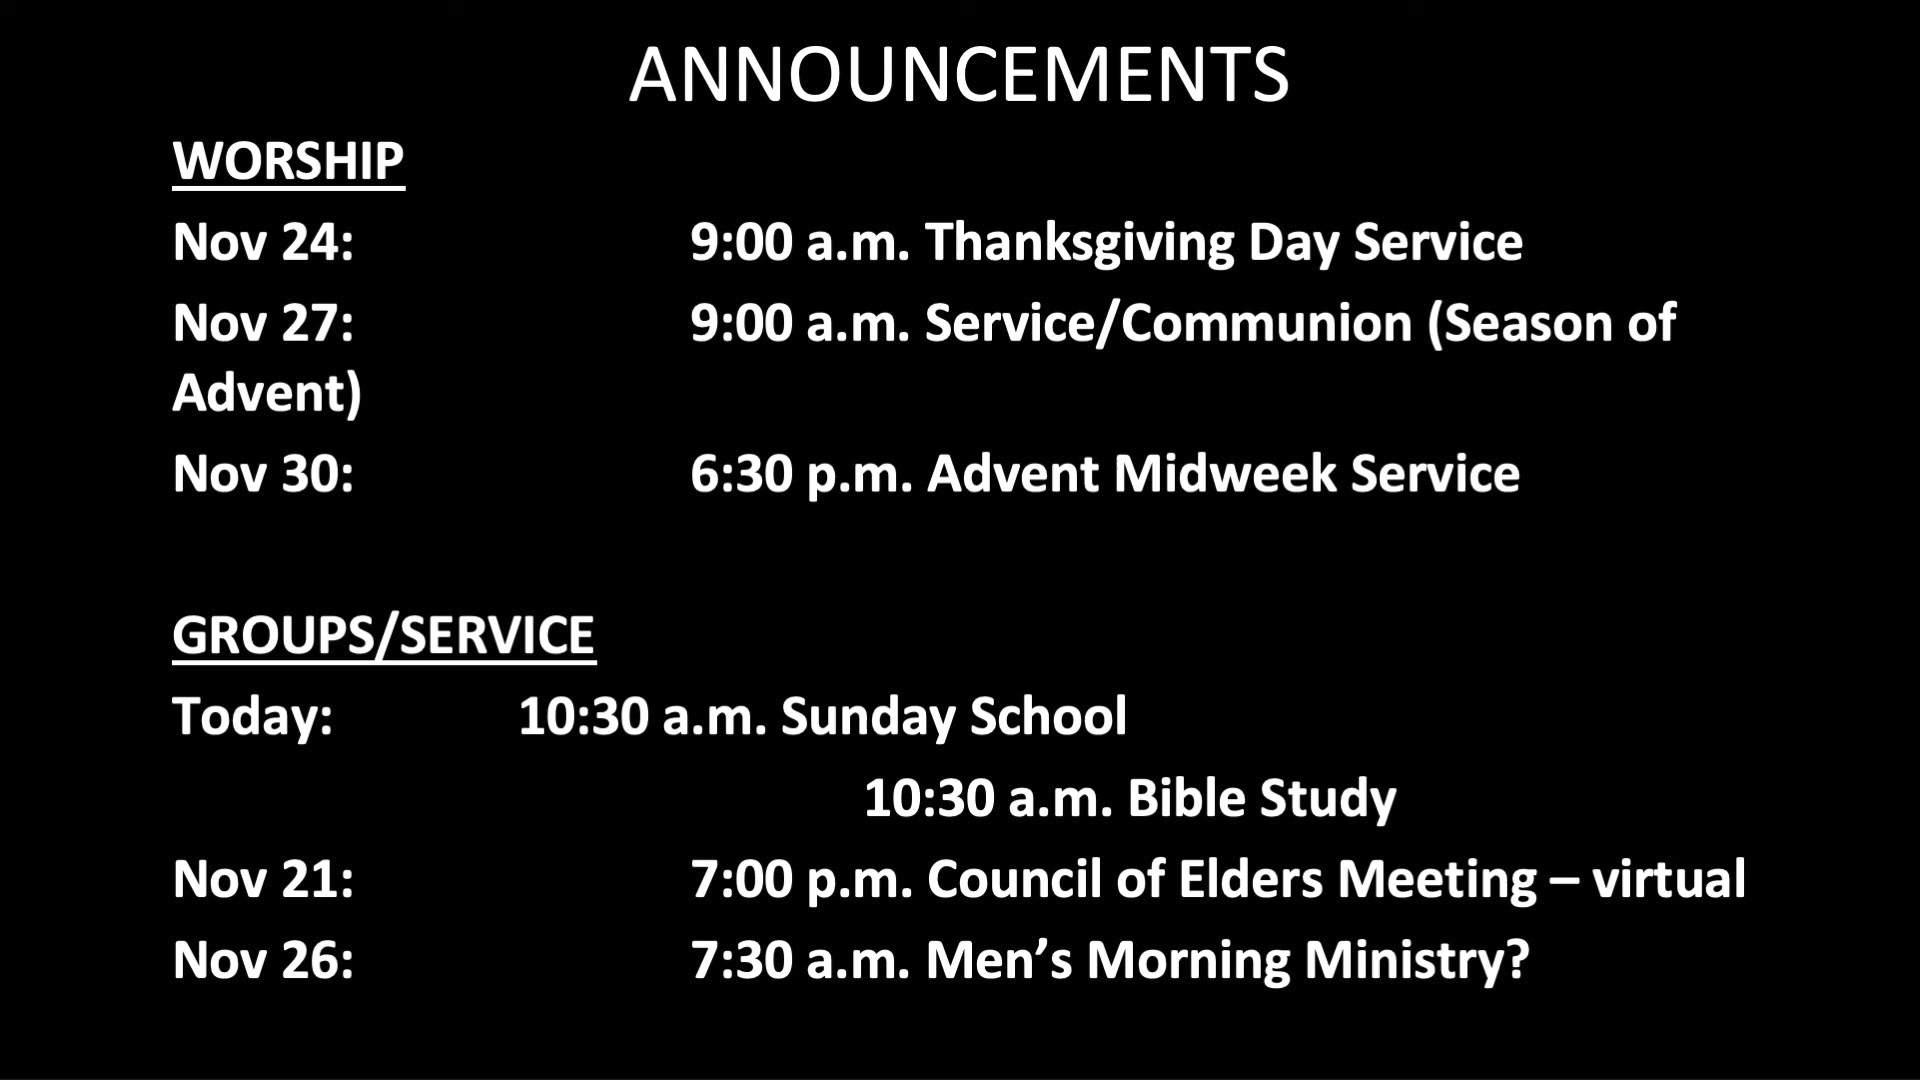 ANNOUNCEMENTS
WORSHIP
Nov 24: 9:00 a.m. Thanksgiving Day Service
Nov 27: 9:00 a.m. Service/Communion (Season of
Advent)
Nov 30: 6:30 p.m. Advent Midweek Service
GROUPS/SERVICE
Today: 10:30 a.m. Sunday School
10:30 a.m. Bible Study
Nov 21: 7:00 p.m. Council of Elders Meeting – virtual
Nov 26: 7:30 a.m. Men’s Morning Ministry?